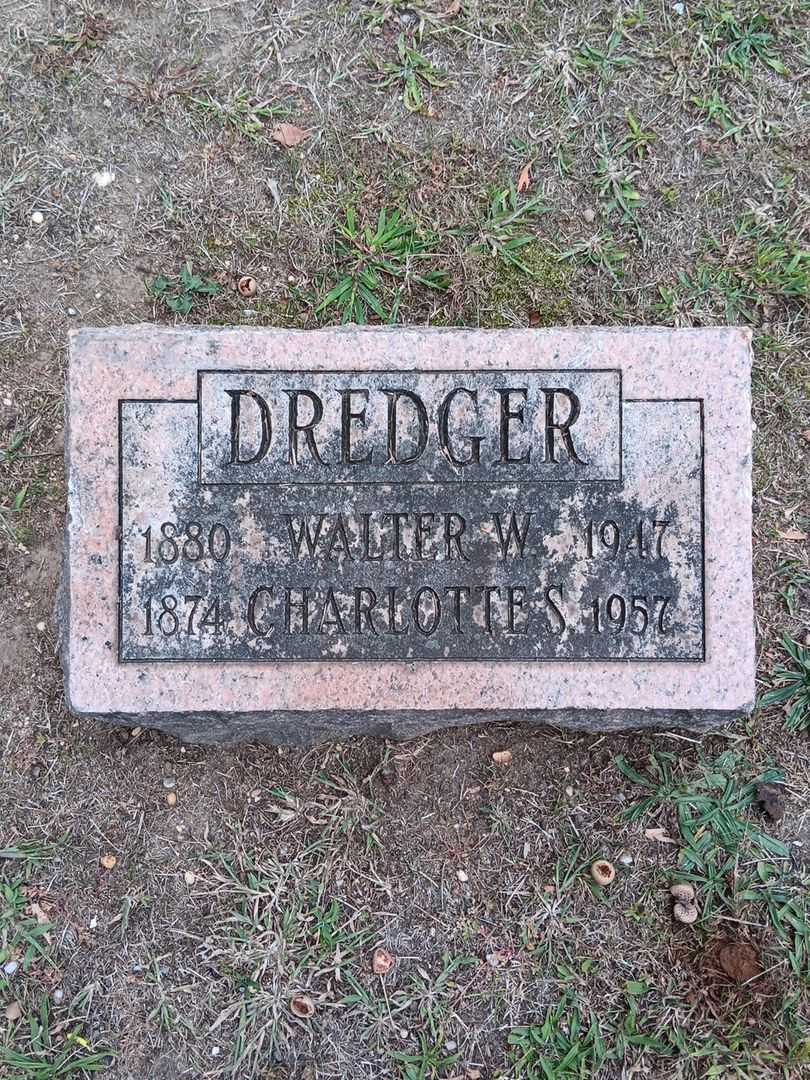 DREDGER
1880 WALTER W. 1947
1874 CHARLOTTE S 1957